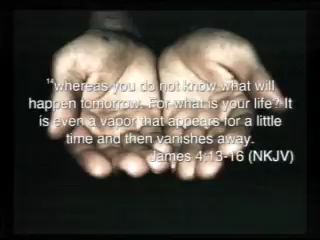 14whereas you do not know what will
happen tomorrow. For what is your life? It
is even a vapor that appears for a little
time and then vanishes away.
James 4:13-16 (NKJV)